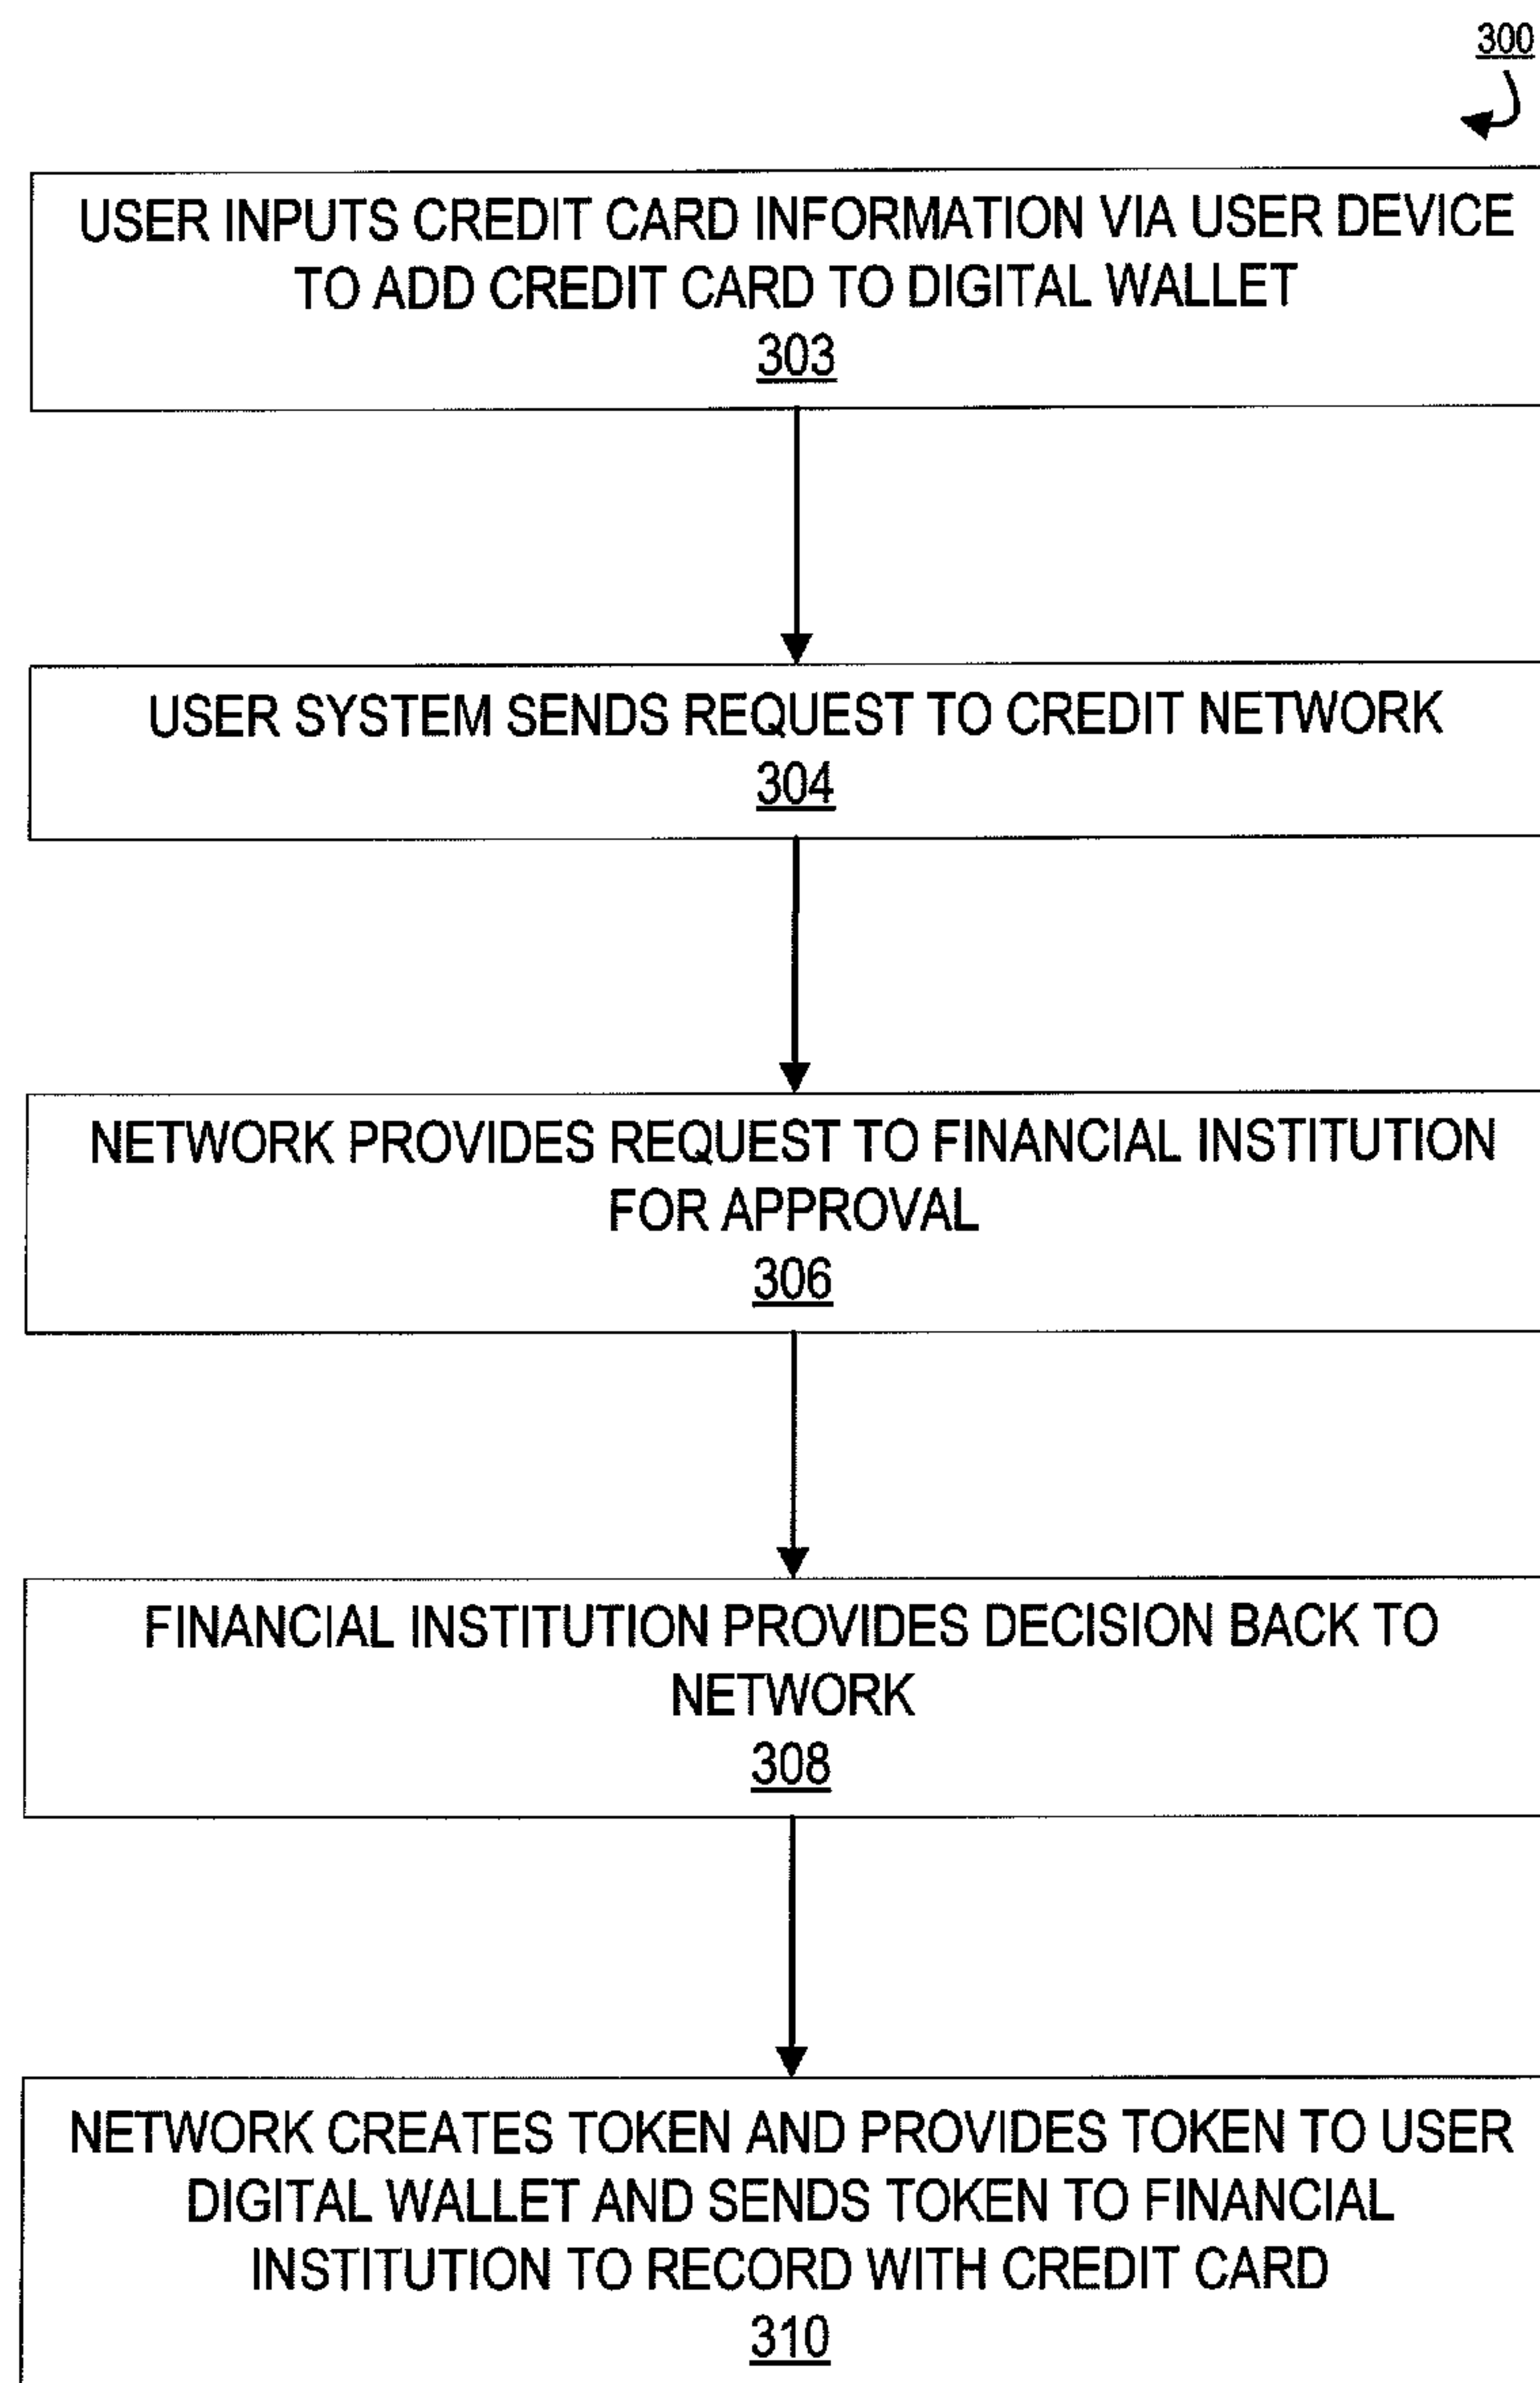 300
USER INPUTS CREDIT CARD INFORMATION VIA USER DEVICE
TO ADD CREDIT CARD TO DIGITAL WALLET
303
USER SYSTEM SENDS REQUEST TO CREDIT NETWORK
304
NETWORK PROVIDES REQUEST TO FINANCIAL INSTITUTION
FOR APPROVAL
306
FINANCIAL INSTITUTION PROVIDES DECISION BACK TO
NETWORK
308
NETWORK CREATES TOKEN AND PROVIDES TOKEN TO USER
DIGITAL WALLET AND SENDS TOKEN TO FINANCIAL
INSTITUTION TO RECORD WITH CREDIT CARD
310